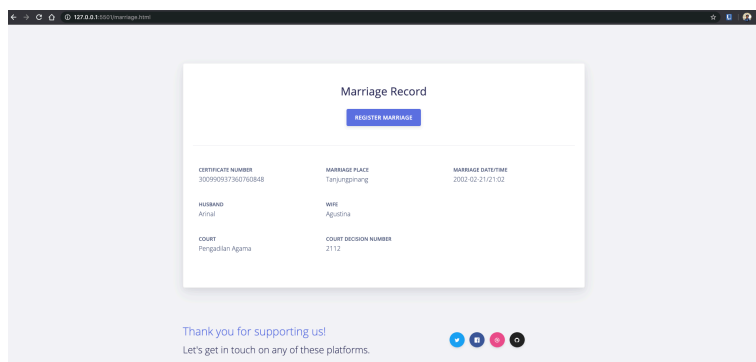 127.0.0.1:5501/marriage.html
Marriage Record
REGISTER MARRIAGE
CERTIFICATE NUMBER
300990937360760848
MARRIAGE PLACE
Tanjungpinang
MARRIAGE DATE/TIME
2002-02-21/21:02
HUSBAND
Arinal
WIFE
Agustina
COURT
Pengadilan Agama
COURT DECISION NUMBER
2112
Thank you for supporting us!
Let's get in touch on any of these platforms.